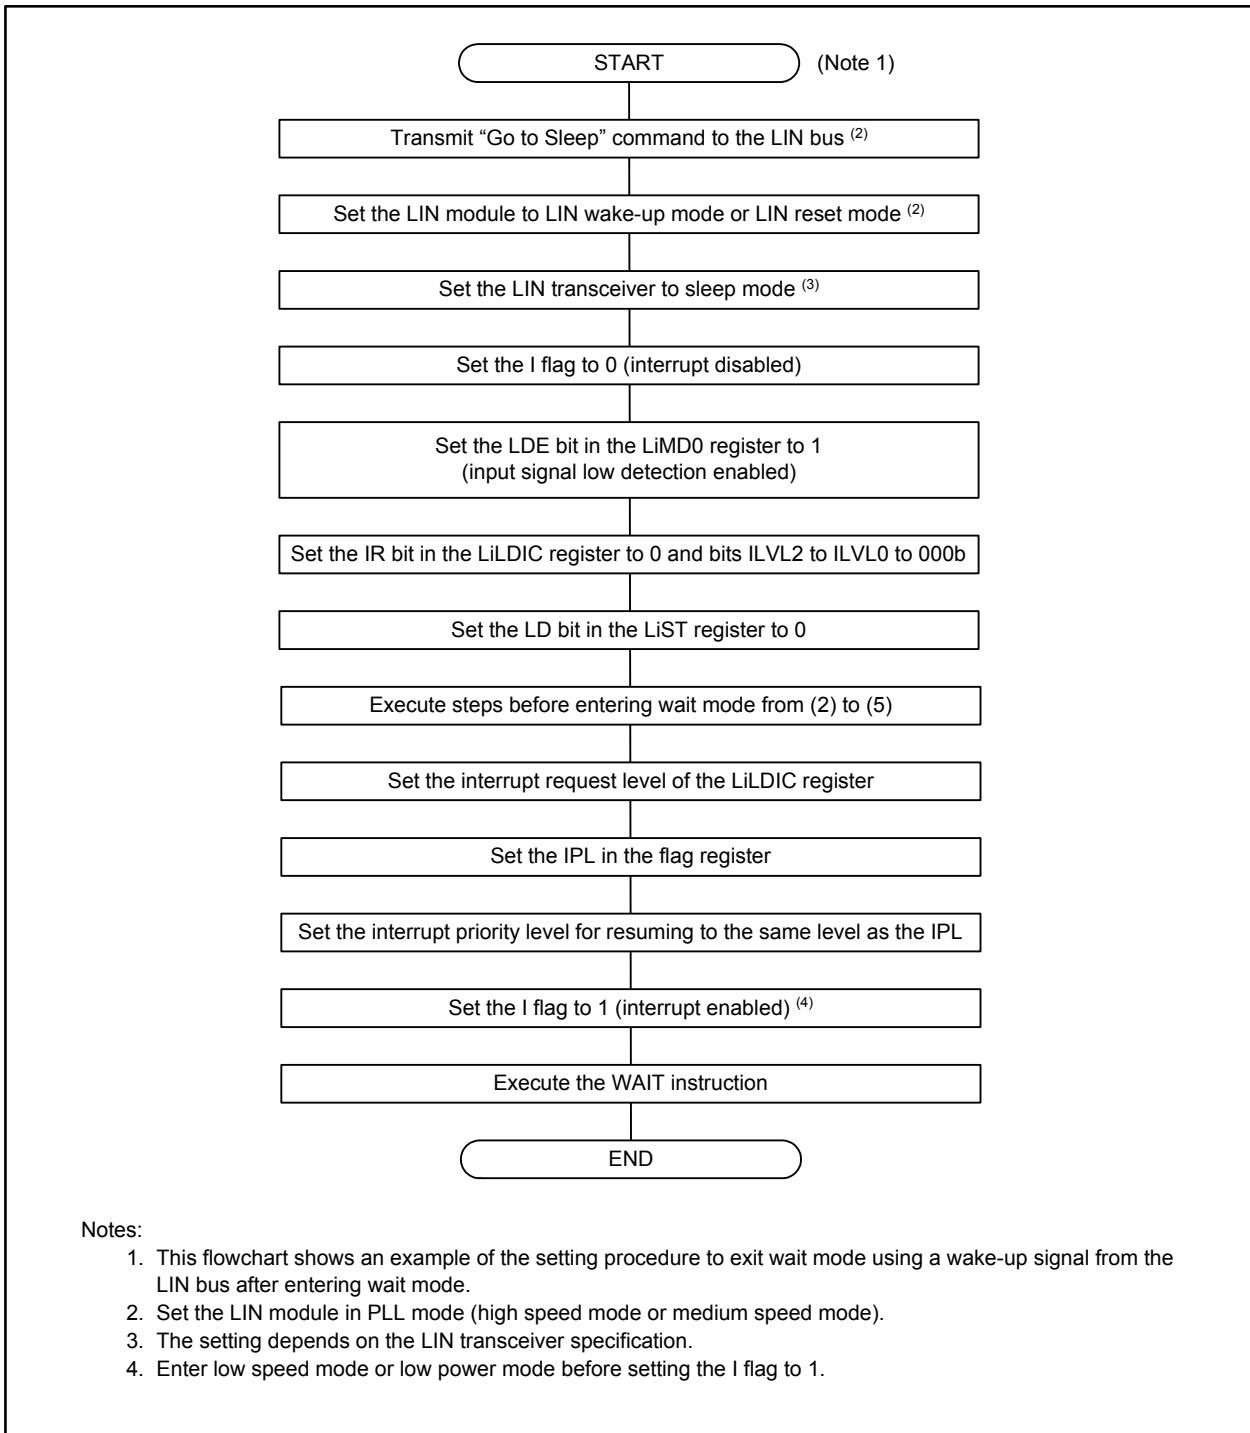 START (Note 1)
Transmit “Go to Sleep” command to the LIN bus (2)
Set the LIN module to LIN wake-up mode or LIN reset mode (2)
Set the LIN transceiver to sleep mode (3)
Set the I flag to 0 (interrupt disabled)
Set the LDE bit in the LiMD0 register to 1
(input signal low detection enabled)
Set the IR bit in the LiLDIC register to 0 and bits ILVL2 to ILVL0 to 000b
Set the LD bit in the LiST register to 0
Execute steps before entering wait mode from (2) to (5)
Set the interrupt request level of the LiLDIC register
Set the IPL in the flag register
Set the interrupt priority level for resuming to the same level as the IPL
Set the I flag to 1 (interrupt enabled) (4)
Execute the WAIT instruction
END
Notes:
1. This flowchart shows an example of the setting procedure to exit wait mode using a wake-up signal from the
LIN bus after entering wait mode.
2. Set the LIN module in PLL mode (high speed mode or medium speed mode).
3. The setting depends on the LIN transceiver specification.
4. Enter low speed mode or low power mode before setting the I flag to 1.